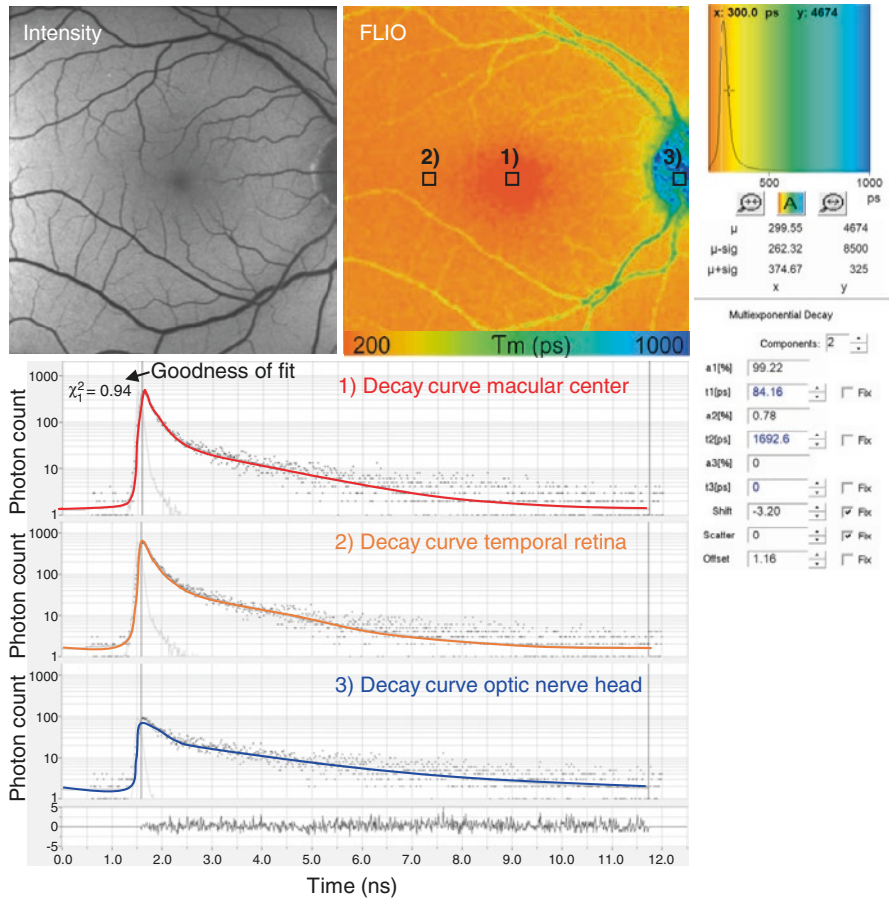 Intensity
FLIO
2)
1)
3)
200
Tm (ps)
1000
x: 300.0 ps y: 4674
500
1000
ps
A
μ 299.55 4674
μ-sig 262.32 8500
μ+sig 374.67 325
x y
Multiexponential Decay
Components: 2
a1[%] 99.22
t1[ps] 84.16 Fix
a2[%] 0.78
t2[ps] 1692.6 Fix
a3[%] 0
t3[ps] 0 Fix
Shift -3.20 Fix
Scatter 0 Fix
Offset 1.16 Fix
Goodness of fit
χ₁² = 0.94
1) Decay curve macular center
Photon count
1000
100
10
1
2) Decay curve temporal retina
Photon count
1000
100
10
1
3) Decay curve optic nerve head
Photon count
1000
100
10
1
5
0
-5
0.0 1.0 2.0 3.0 4.0 5.0 6.0 7.0 8.0 9.0 10.0 11.0 12.0
Time (ns)